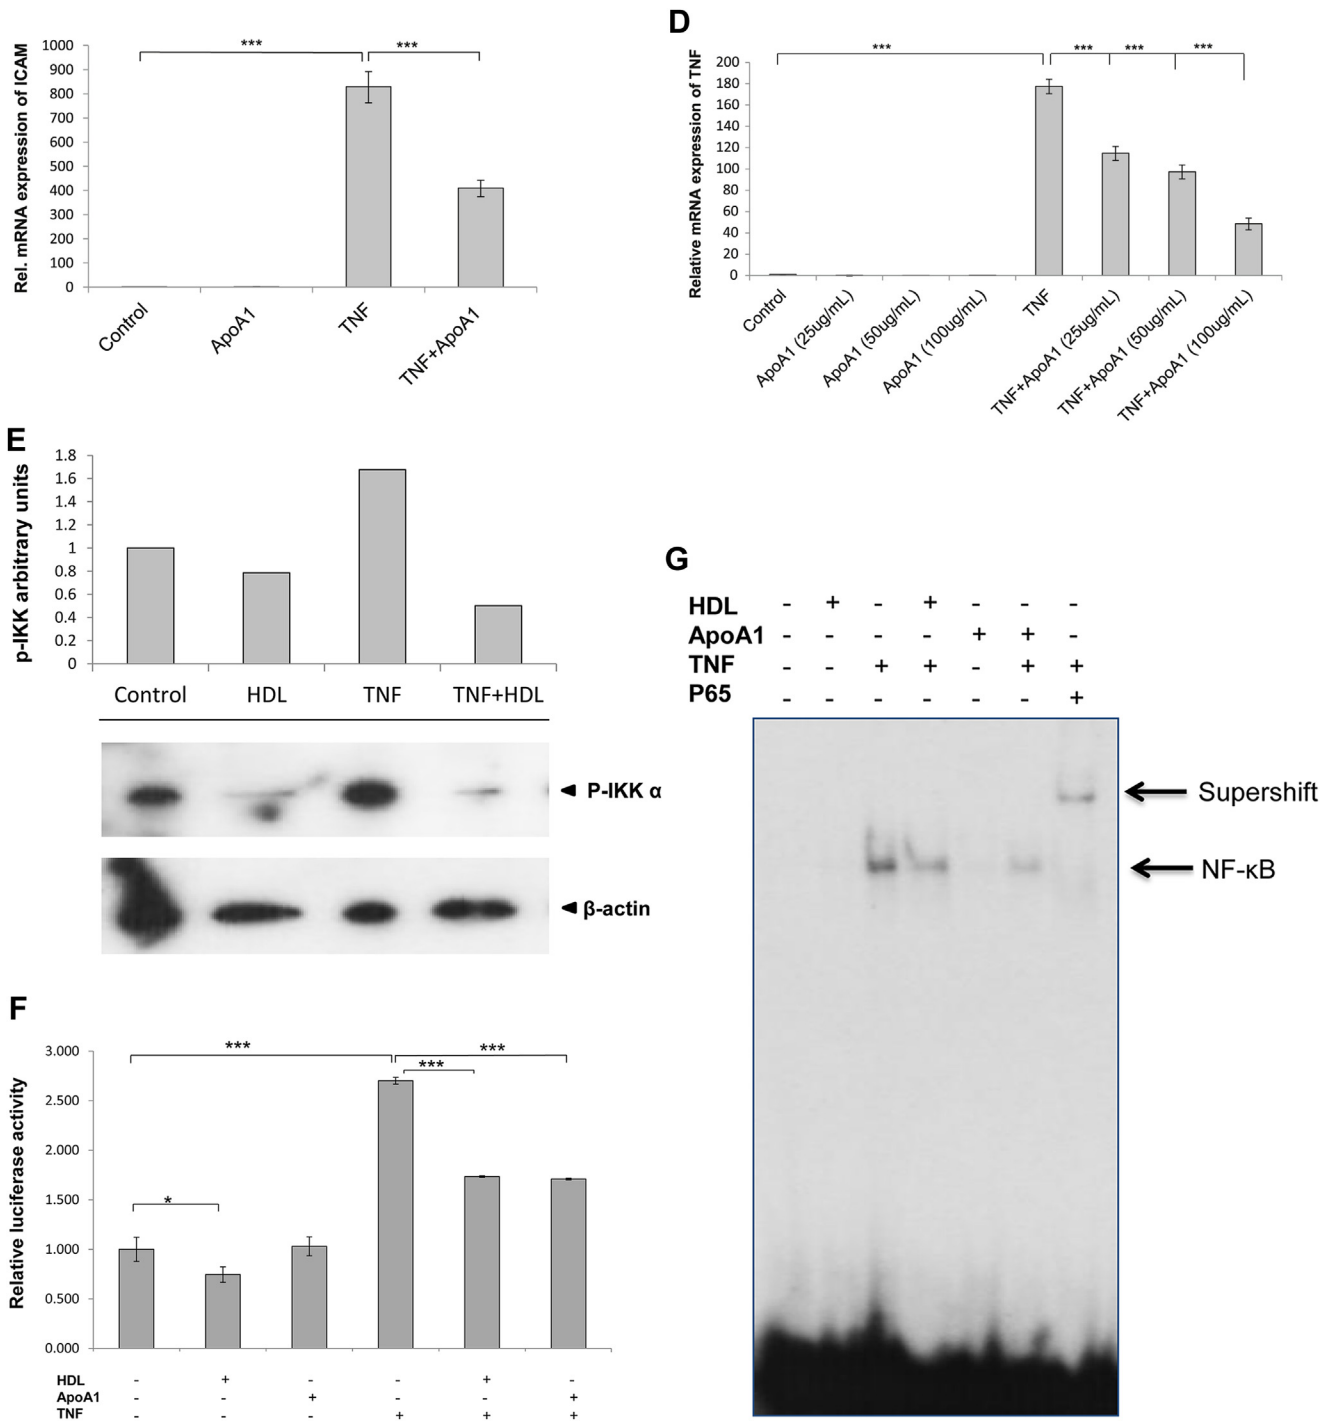 Rel. mRNA expression of ICAM
1000
900
800
700
600
500
400
300
200
100
0
***
***
Control
ApoA1
TNF
TNF+ApoA1
D
Relative mRNA expression of TNF
200
180
160
140
120
100
80
60
40
20
0
***
***
***
***
Control
ApoA1 (25ug/mL)
ApoA1 (50ug/mL)
ApoA1 (100ug/mL)
TNF
TNF+ApoA1 (25ug/mL)
TNF+ApoA1 (50ug/mL)
TNF+ApoA1 (100ug/mL)
E
p-IKK arbitrary units
1.8
1.6
1.4
1.2
1
0.8
0.6
0.4
0.2
0
Control HDL TNF TNF+HDL
P-IKK α
β-actin
F
Relative luciferase activity
3.000
2.500
2.000
1.500
1.000
0.500
0.000
***
***
***
*
HDL - + - - + -
ApoA1 - - + - - +
TNF - - - + + +
G
HDL - + - + - - -
ApoA1 - - - - + + -
TNF - - + + - + +
P65 - - - - - - +
Supershift
NF-κB